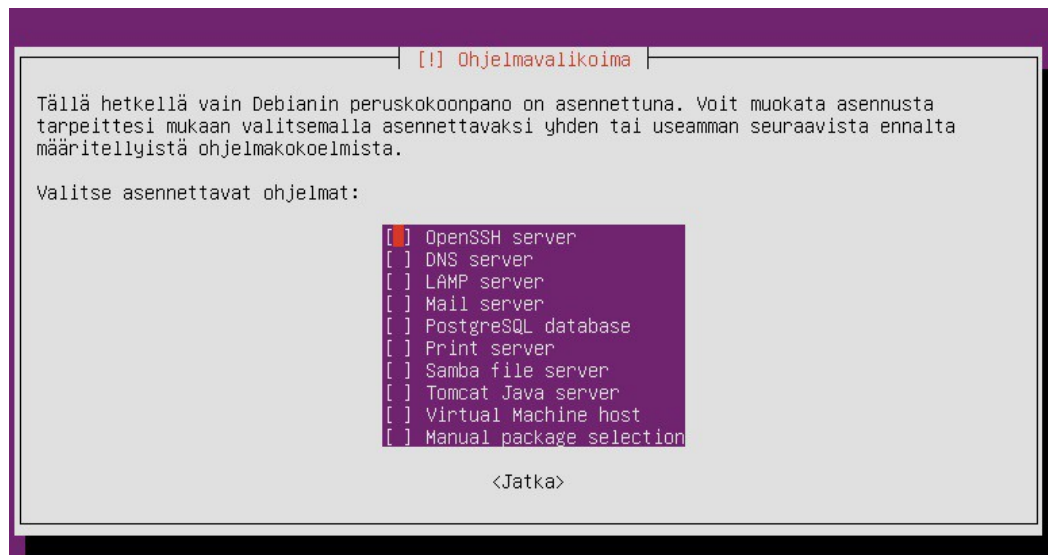 [!] Ohjelmavalikoima
Tällä hetkellä vain Debianin peruskokoonpano on asennettuna. Voit muokata asennusta
tarpeittesi mukaan valitsemalla asennettavaksi yhden tai useamman seuraavista ennalta
määritellyistä ohjelmakokoelmista.
Valitse asennettavat ohjelmat:
[ ] OpenSSH server
[ ] DNS server
[ ] LAMP server
[ ] Mail server
[ ] PostgreSQL database
[ ] Print server
[ ] Samba file server
[ ] Tomcat Java server
[ ] Virtual Machine host
[ ] Manual package selection
<Jatka>